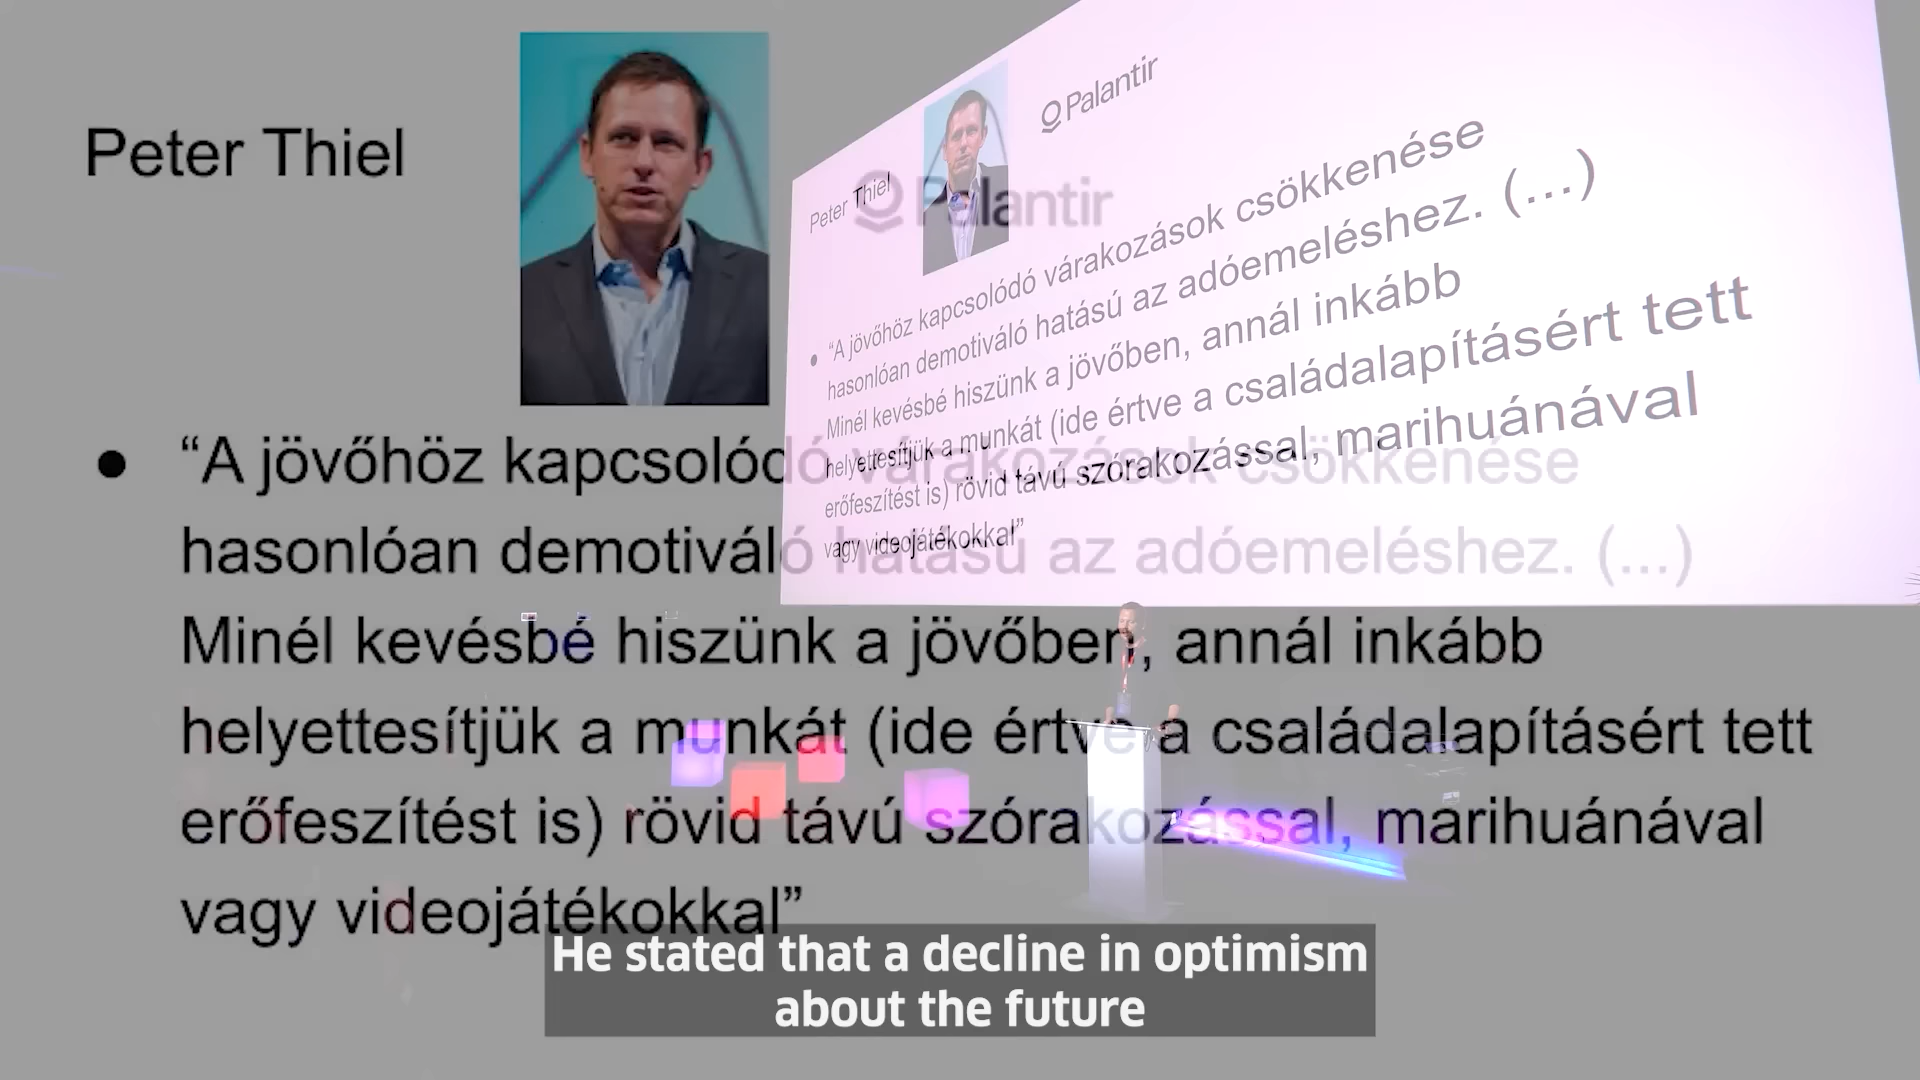 Peter Thiel
Palantir
• “A jövőhöz kapcsolódó várakozások csökkenése
hasonlóan demotiváló hatású az adóemeléshez. (...)
Minél kevésbé hiszünk a jövőben, annál inkább
helyettesítjük a munkát (ide értve a családalapításért tett
erőfeszítést is) rövid távú szórakozással, marihuánával
vagy videojátékokkal”
Peter Thiel
Palantir
• “A jövőhöz kapcsolódó várakozások csökkenése
hasonlóan demotiváló hatású az adóemeléshez. (...)
Minél kevésbé hiszünk a jövőben, annál inkább
helyettesítjük a munkát (ide értve a családalapításért tett
erőfeszítést is) rövid távú szórakozással, marihuánával
vagy videojátékokkal”
He stated that a decline in optimism
about the future